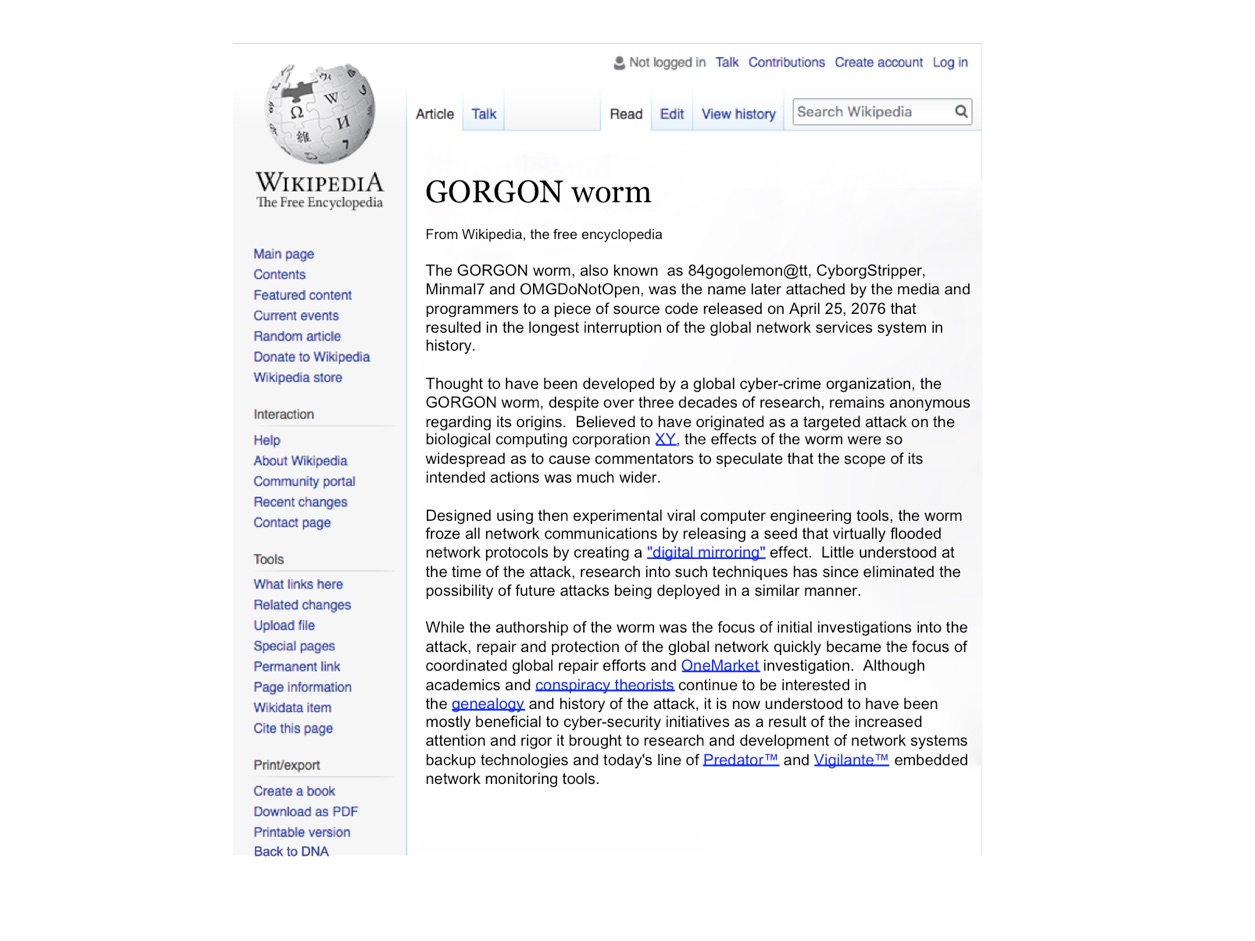 Not logged in Talk Contributions Create account Log in
Article Talk Read Edit View history Search Wikipedia
Ω W И 維 7
WIKIPEDIA
The Free Encyclopedia
Main page
Contents
Featured content
Current events
Random article
Donate to Wikipedia
Wikipedia store
Interaction
Help
About Wikipedia
Community portal
Recent changes
Contact page
Tools
What links here
Related changes
Upload file
Special pages
Permanent link
Page information
Wikidata item
Cite this page
Print/export
Create a book
Download as PDF
Printable version
Back to DNA
GORGON worm
From Wikipedia, the free encyclopedia
The GORGON worm, also known  as 84gogolemon@tt, CyborgStripper,
Minmal7 and OMGDoNotOpen, was the name later attached by the media and
programmers to a piece of source code released on April 25, 2076 that
resulted in the longest interruption of the global network services system in
history.
Thought to have been developed by a global cyber-crime organization, the
GORGON worm, despite over three decades of research, remains anonymous
regarding its origins.  Believed to have originated as a targeted attack on the
biological computing corporation XY, the effects of the worm were so
widespread as to cause commentators to speculate that the scope of its
intended actions was much wider.
Designed using then experimental viral computer engineering tools, the worm
froze all network communications by releasing a seed that virtually flooded
network protocols by creating a "digital mirroring" effect.  Little understood at
the time of the attack, research into such techniques has since eliminated the
possibility of future attacks being deployed in a similar manner.
While the authorship of the worm was the focus of initial investigations into the
attack, repair and protection of the global network quickly became the focus of
coordinated global repair efforts and OneMarket investigation.  Although
academics and conspiracy theorists continue to be interested in
the genealogy and history of the attack, it is now understood to have been
mostly beneficial to cyber-security initiatives as a result of the increased
attention and rigor it brought to research and development of network systems
backup technologies and today's line of Predator™ and Vigilante™ embedded
network monitoring tools.